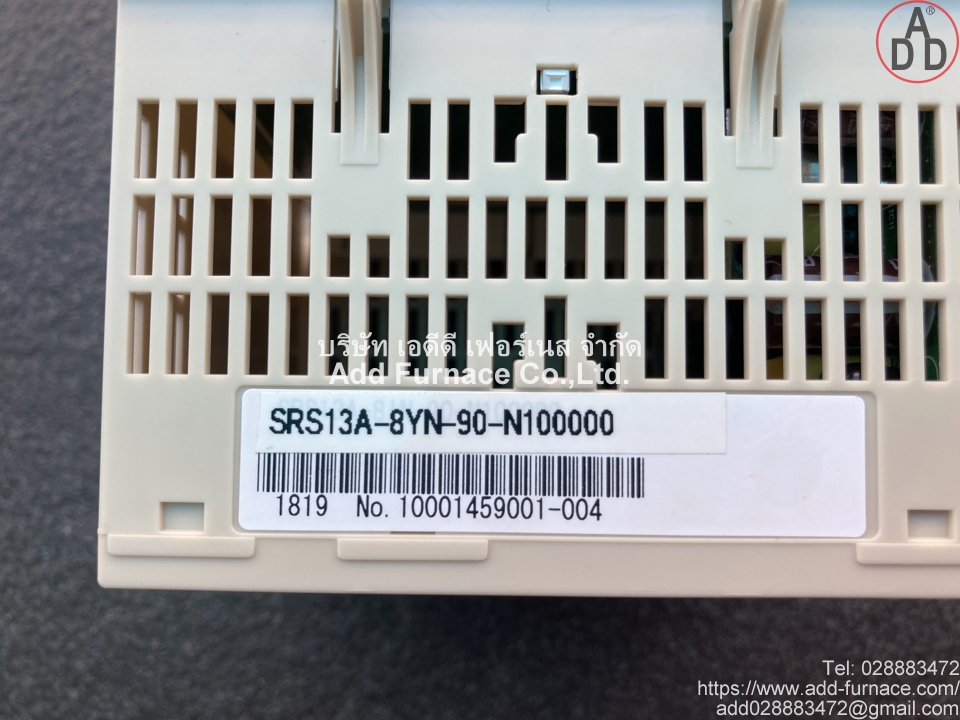 ADD®
บริษัท เอดีดี เฟอร์เนส จำกัด
Add Furnace Co.,Ltd.
SRS13A-8YN-90-N100000
1819 No. 10001459001-004
Tel: 028883472
https://www.add-furnace.com/
add028883472@gmail.com